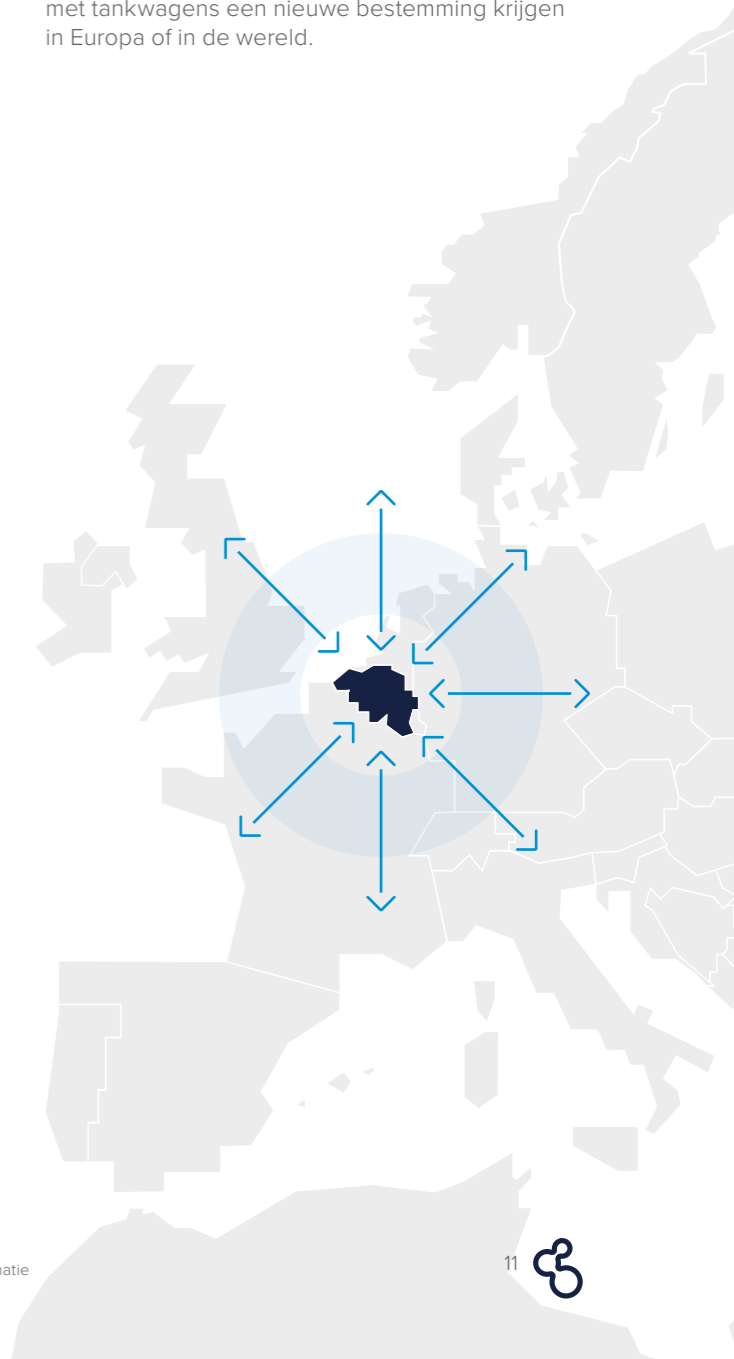 met tankwagens een nieuwe bestemming krijgen
in Europa of in de wereld.
11